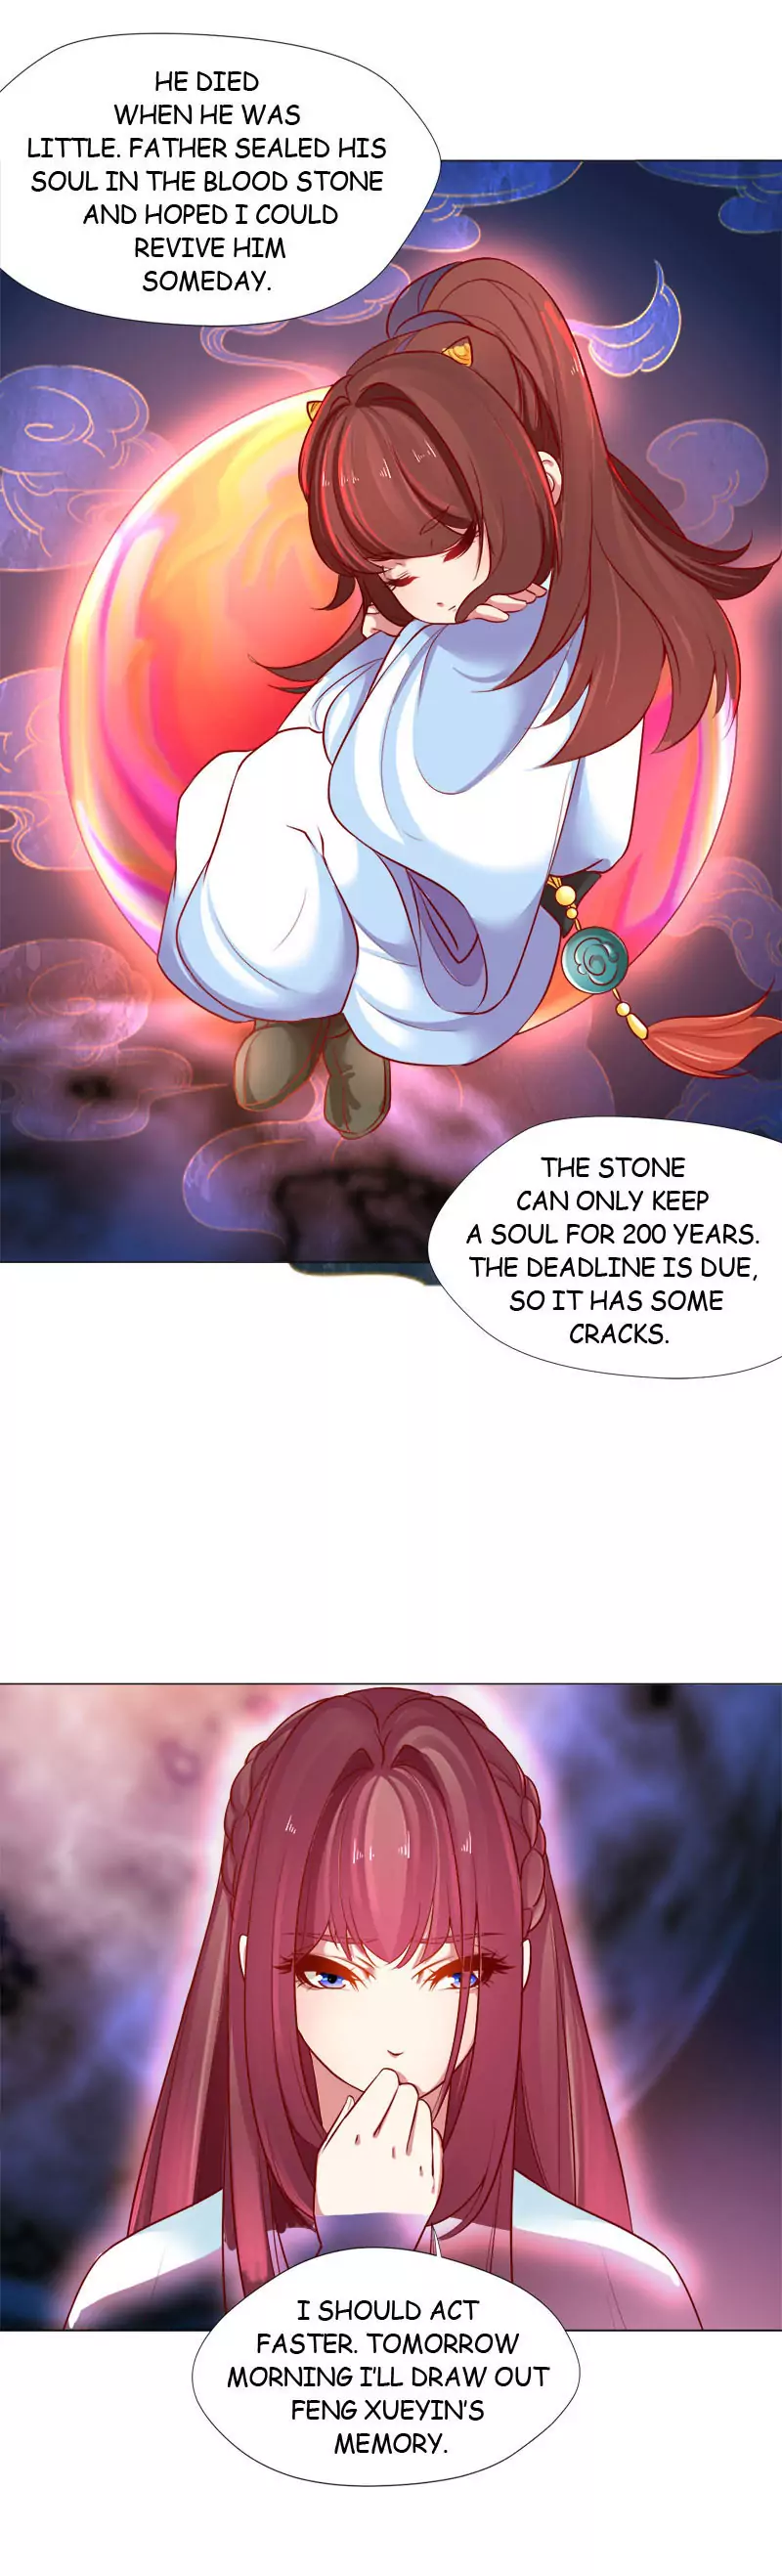 HE DIED
WHEN HE WAS
LITTLE. FATHER SEALED HIS
SOUL IN THE BLOOD STONE
AND HOPED I COULD
REVIVE HIM
SOMEDAY.
THE STONE
CAN ONLY KEEP
A SOUL FOR 200 YEARS.
THE DEADLINE IS DUE,
SO IT HAS SOME
CRACKS.
I SHOULD ACT
FASTER. TOMORROW
MORNING I'LL DRAW OUT
FENG XUEYIN'S
MEMORY.